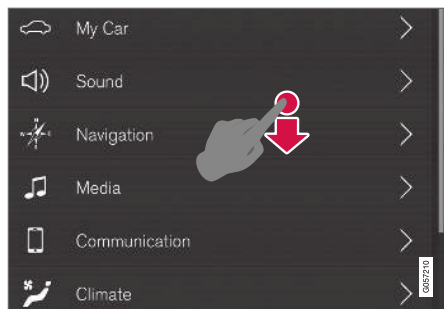 My Car
Sound
Navigation
Media
Communication
Climate
G057210